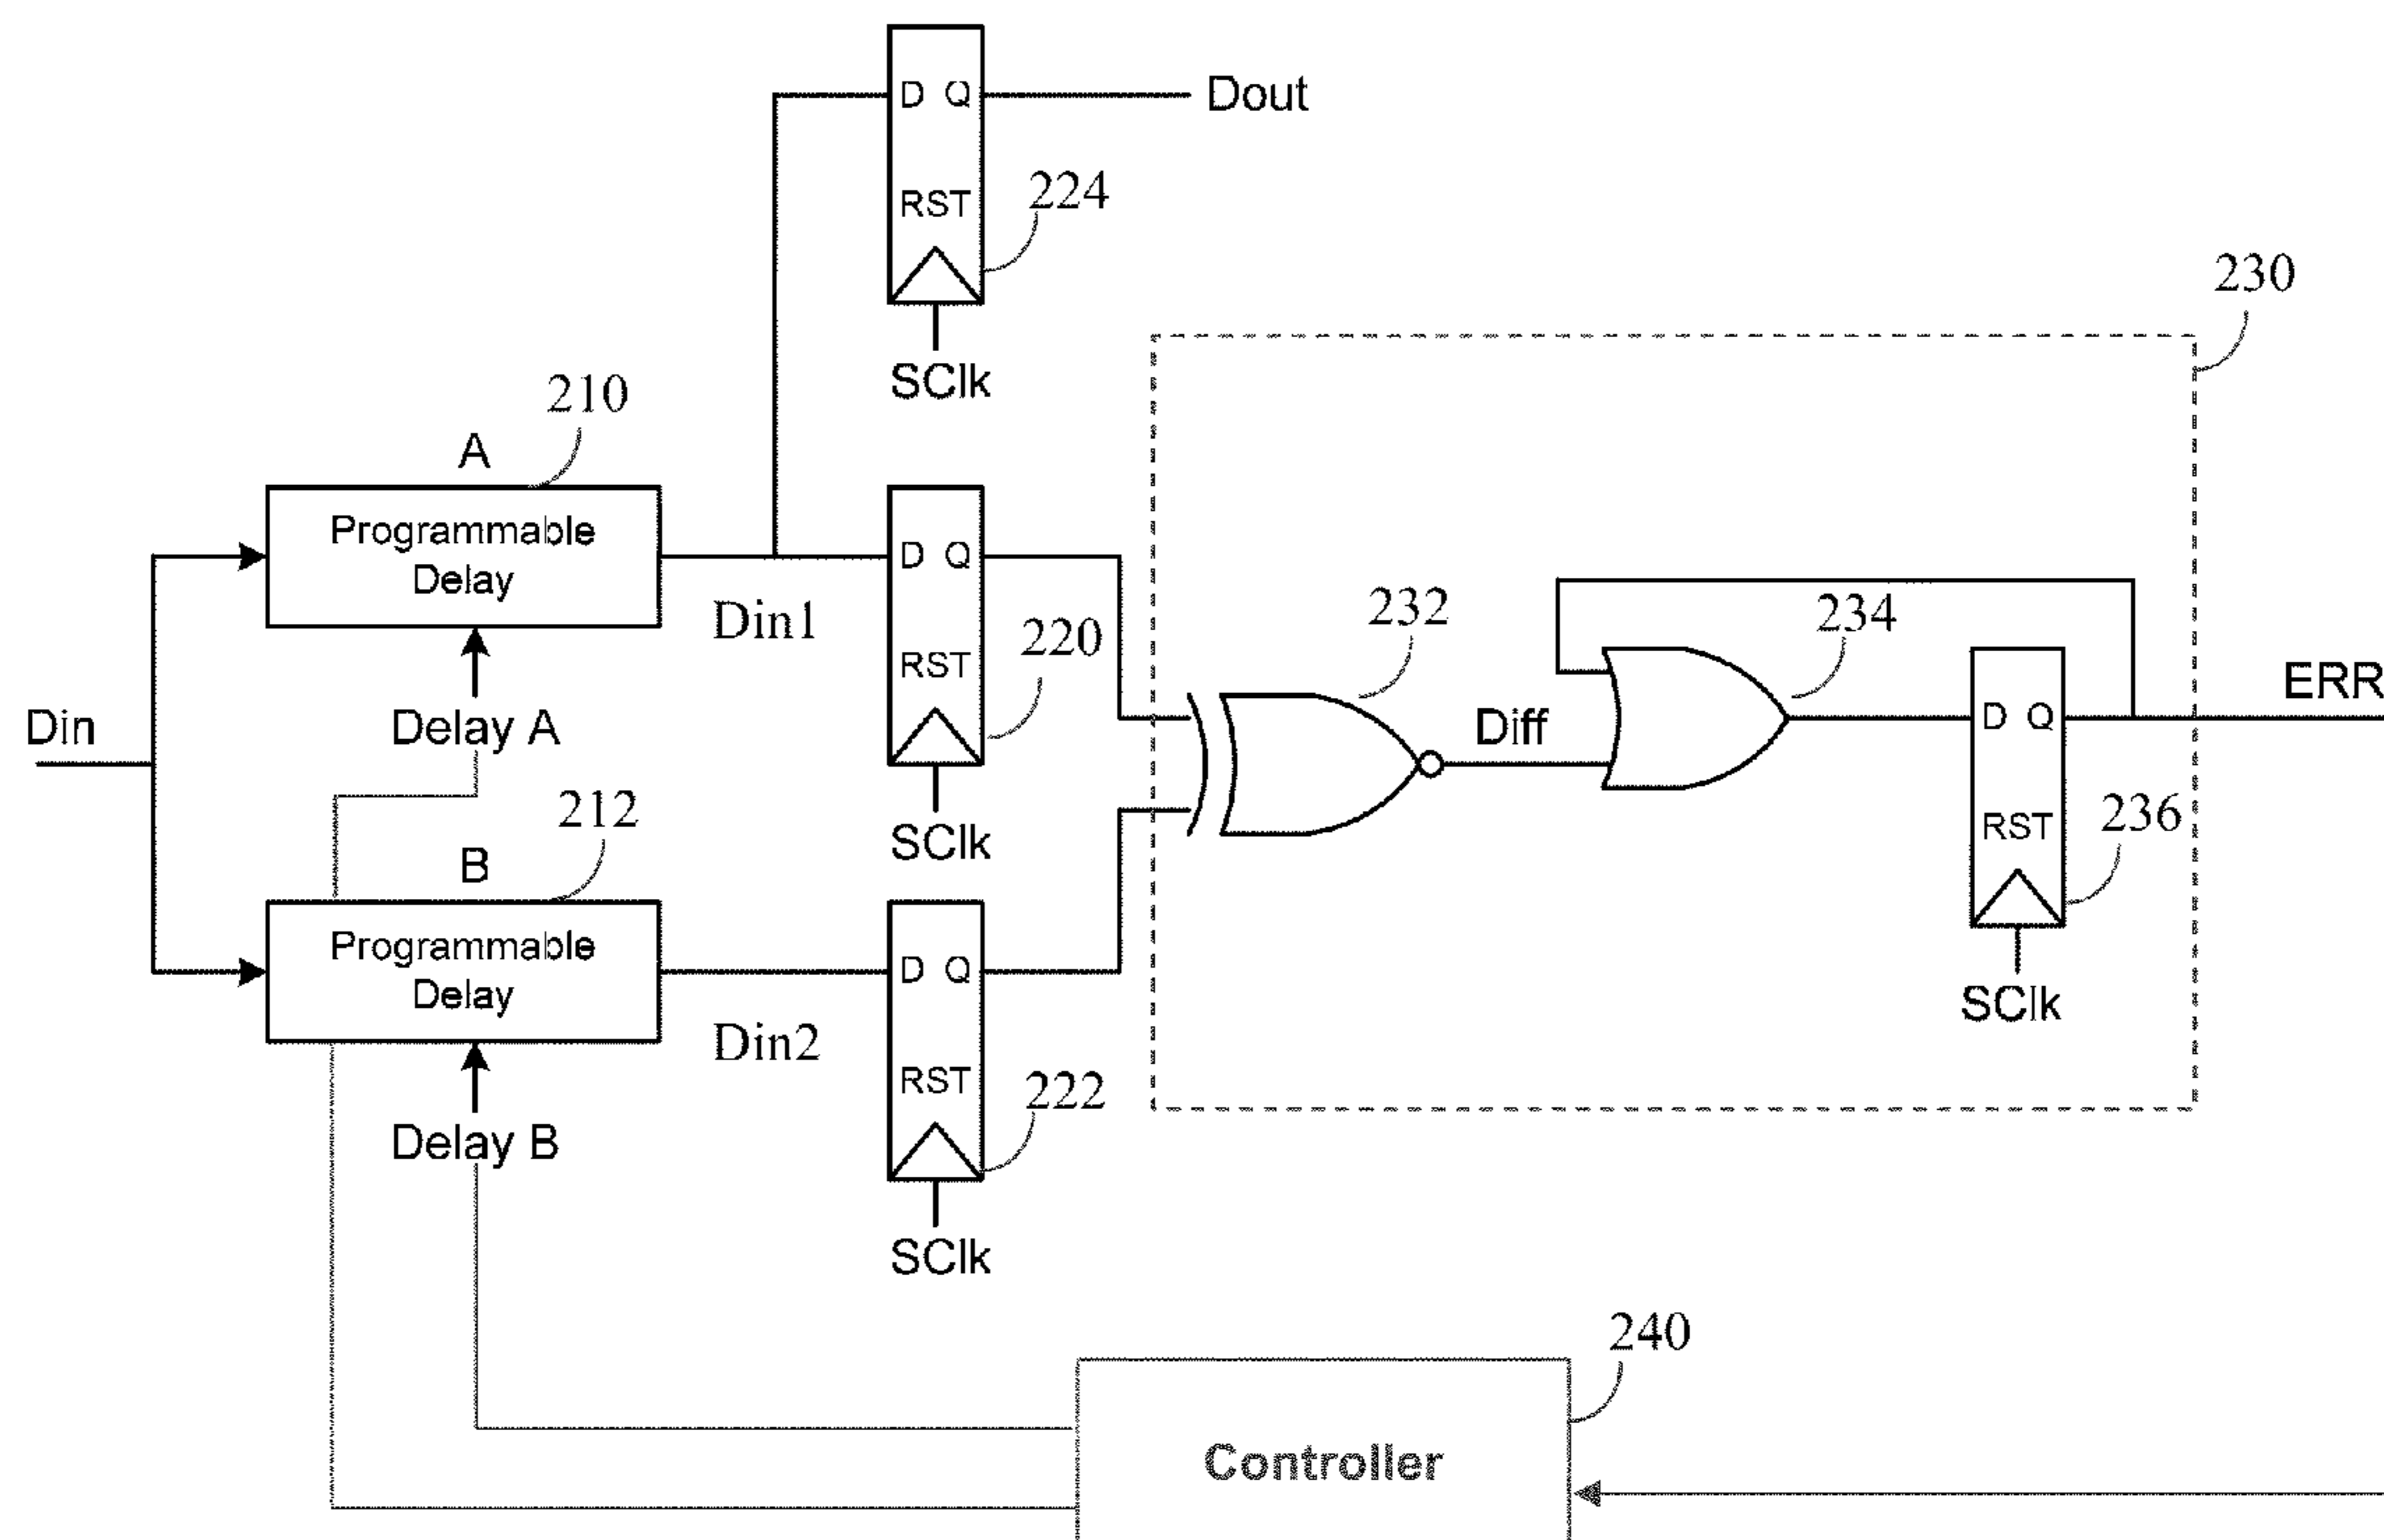 D Q
Dout
RST
224
SClk
230
210
A
Programmable
Delay
Din1
D Q
RST
220
SClk
232
234
Diff
D Q
RST
236
SClk
ERR
Din
Delay A
212
B
Programmable
Delay
Din2
D Q
RST
222
SClk
Delay B
240
Controller